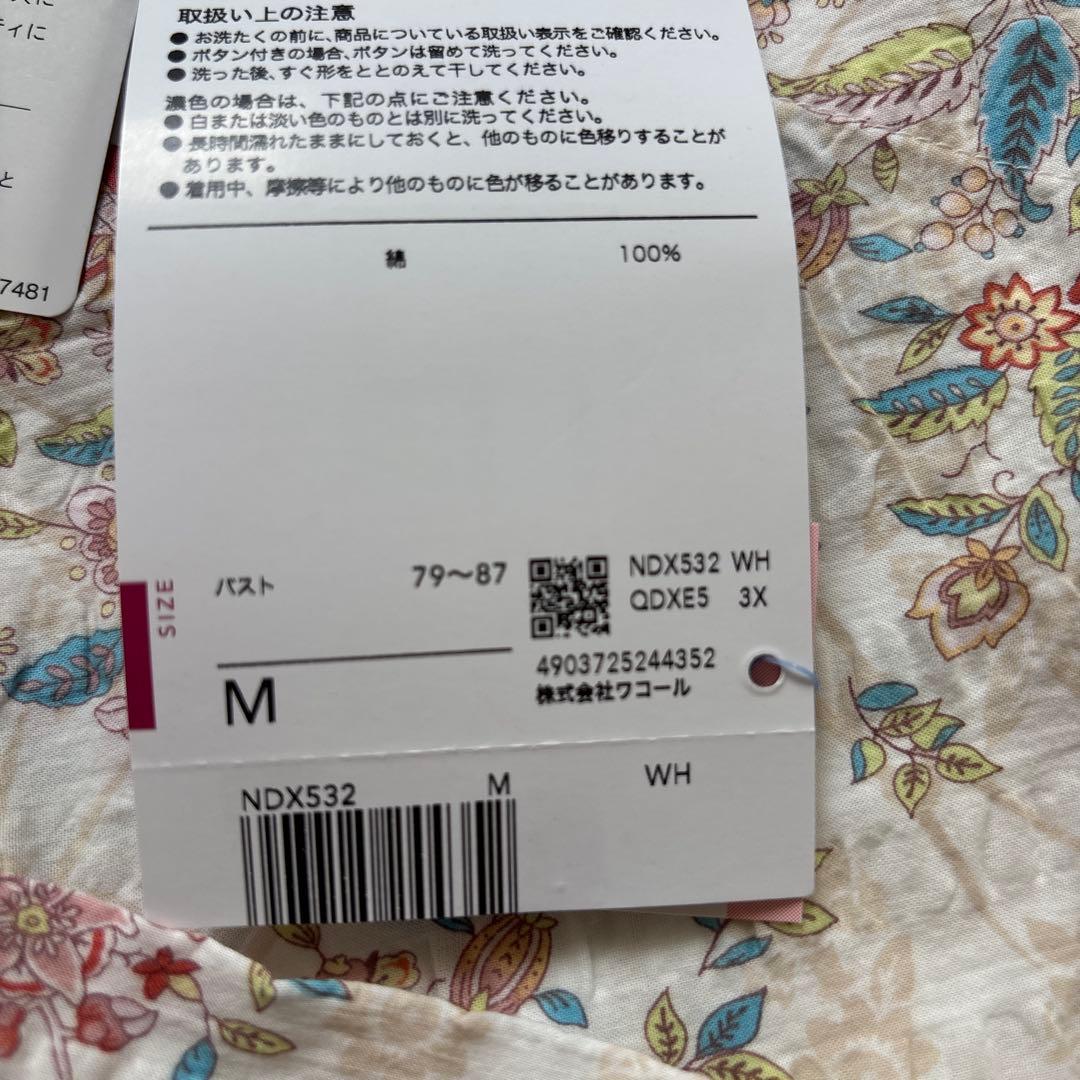 ティに
と
7481
取扱い上の注意
●お洗たくの前に、商品についている取扱い表示をご確認ください。
●ボタン付きの場合、ボタンは留めて洗ってください。
●洗った後、すぐ形をととのえて干してください。
濃色の場合は、下記の点にご注意ください。
●白または淡い色のものとは別に洗ってください。
●長時間濡れたままにしておくと、他のものに色移りすることが
あります。
●着用中、摩擦等により他のものに色が移ることがあります。
綿 100%
SIZE
バスト 79〜87
M
NDX532 WH
QDXE5 3X
4903725244352
株式会社ワコール
NDX532 M WH